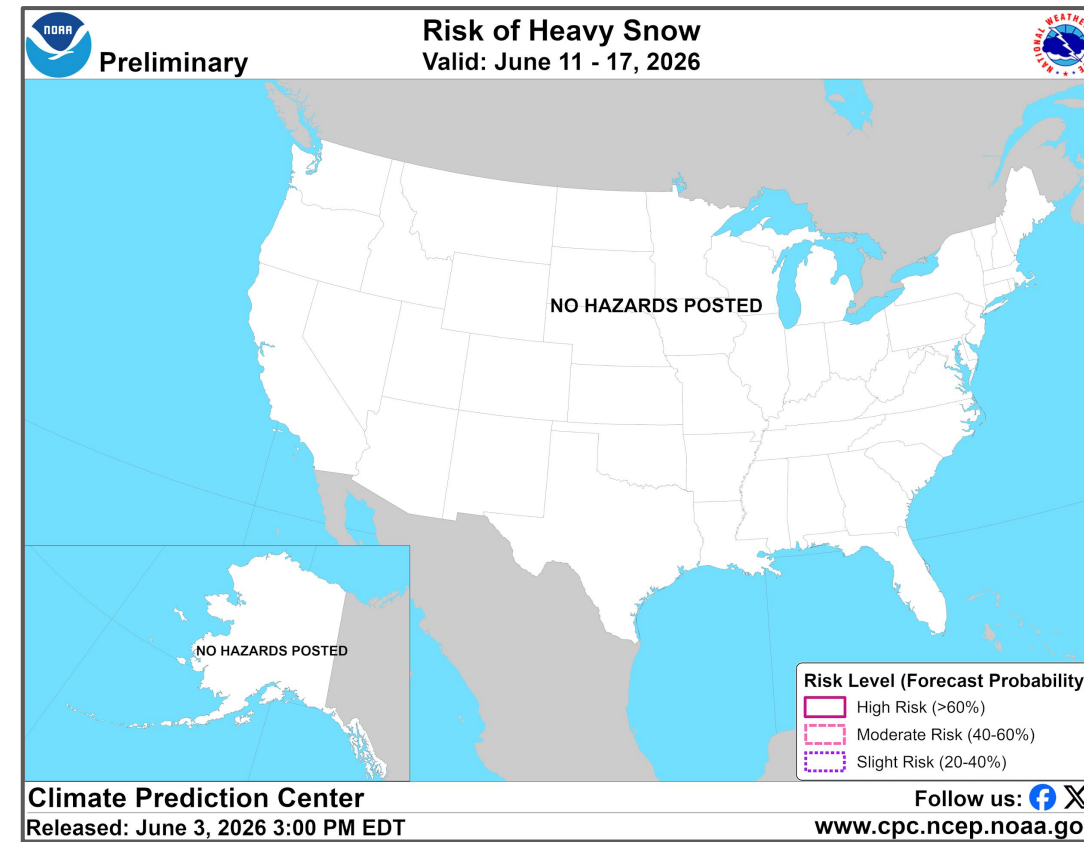 NOAA
Preliminary
Risk of Heavy Snow
Valid: June 11 - 17, 2026
NATIONAL WEATHE
NO HAZARDS POSTED
NO HAZARDS POSTED
Risk Level (Forecast Probability
High Risk (>60%)
Moderate Risk (40-60%)
Slight Risk (20-40%)
Climate Prediction Center
Follow us:
Released: June 3, 2026 3:00 PM EDT
www.cpc.ncep.noaa.go